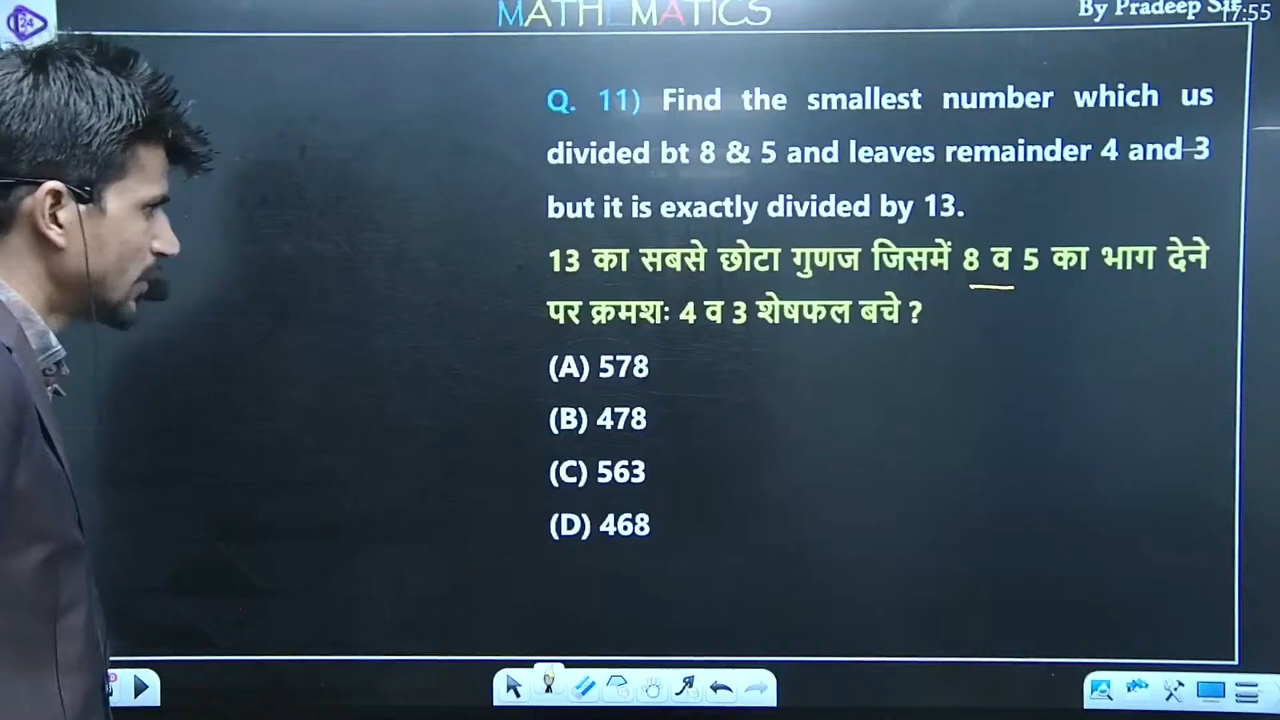 24
MATHEMATICS
By Pradeep Sir
17:55
Q. 11) Find the smallest number which us
divided bt 8 & 5 and leaves remainder 4 and 3
but it is exactly divided by 13.
13 का सबसे छोटा गुणज जिसमें 8 व 5 का भाग देने
पर क्रमशः 4 व 3 शेषफल बचे ?
(A) 578
(B) 478
(C) 563
(D) 468